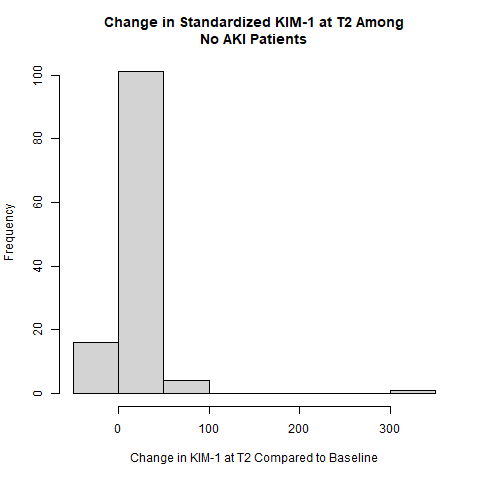 Change in Standardized KIM-1 at T2 Among
No AKI Patients
Frequency
100
80
60
40
20
0
0 100 200 300
Change in KIM-1 at T2 Compared to Baseline